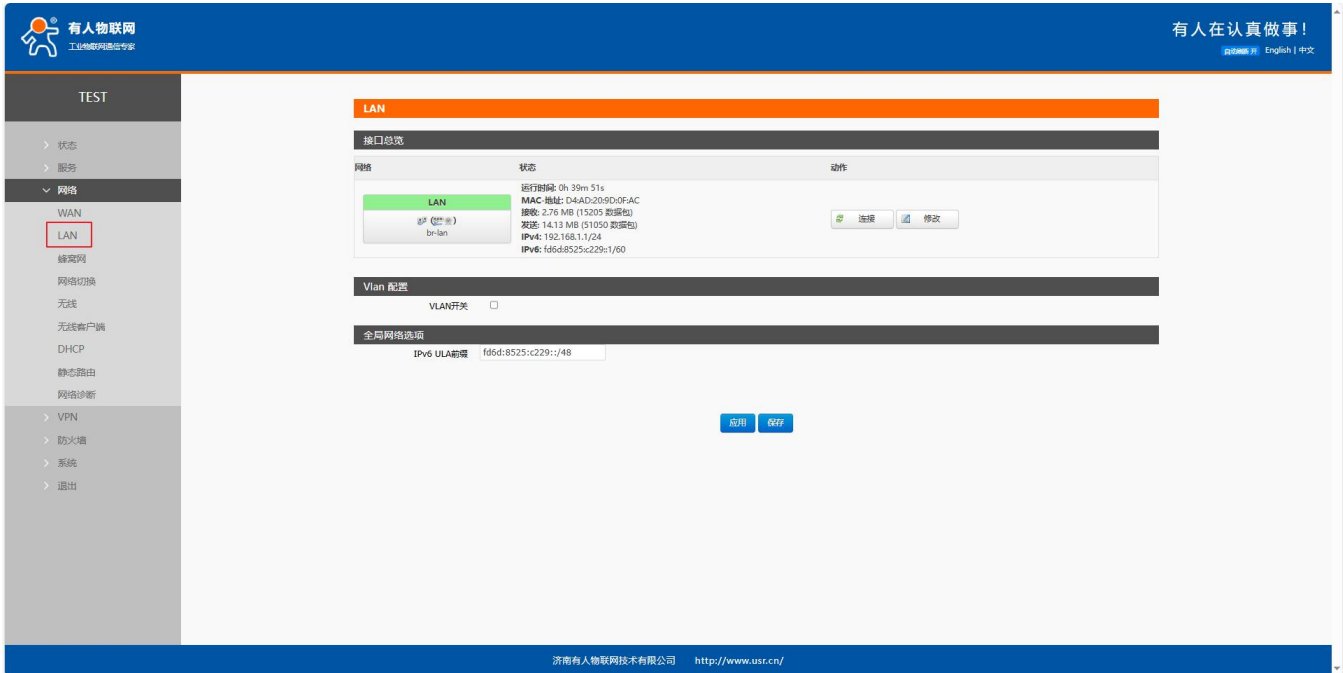 有人物联网
工业物联网通信专家
有人在认真做事！
自动刷新 开 English | 中文
TEST
状态
服务
网络
WAN
LAN
蜂窝网
网络切换
无线
无线客户端
DHCP
静态路由
网络诊断
VPN
防火墙
系统
退出
LAN
接口总览
网络 状态 动作
LAN
br-lan
运行时间: 0h 39m 51s
MAC-地址: D4:AD:20:9D:0F:AC
接收: 2.76 MB (15205 数据包)
发送: 14.13 MB (51050 数据包)
IPv4: 192.168.1.1/24
IPv6: fd6d:8525:c229::1/60
连接 修改
Vlan 配置
VLAN开关
全局网络选项
IPv6 ULA前缀 fd6d:8525:c229::/48
应用 保存
济南有人物联网技术有限公司 http://www.usr.cn/